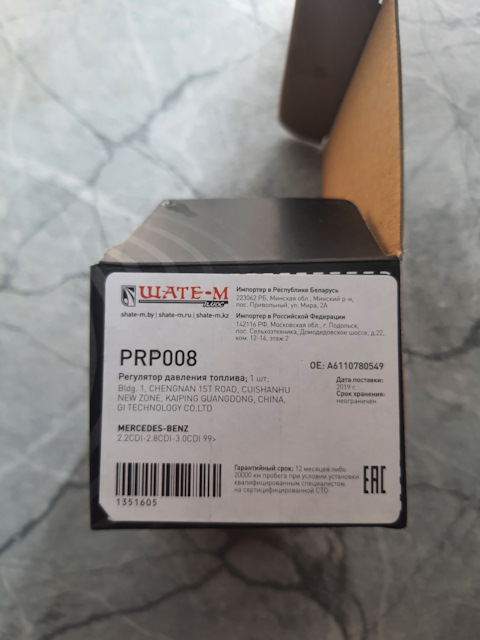 ШАТЕ-М
ПЛЮС
shate-m.by | shate-m.ru | shate-m.kz
Импортер в Республике Беларусь
223062 РБ, Минская обл., Минский р-н,
пос. Привольный, ул. Мира, 2А
Импортер в Российской Федерации
142116 РФ, Московская обл., г. Подольск,
пос. Сельхозтехника, Домодедовское шоссе, д.22,
ком. 12-14, этаж 2
PRP008
OE: A6110780549
Регулятор давления топлива; 1 шт.
Bldg. 1, CHENGNAN 1ST ROAD, CUISHANHU
NEW ZONE, KAIPING GUANGDONG, CHINA,
GI TECHNOLOGY CO.LTD
Дата поставки:
2019 г.
Срок хранения:
неограничен
MERCEDES-BENZ
2.2CDI-2.8CDI-3.0CDI 99>
Гарантийный срок: 12 месяцев либо
20000 км пробега при условии установки
квалифицированным специалистом
на сертифицированной СТО
EAC
1351605